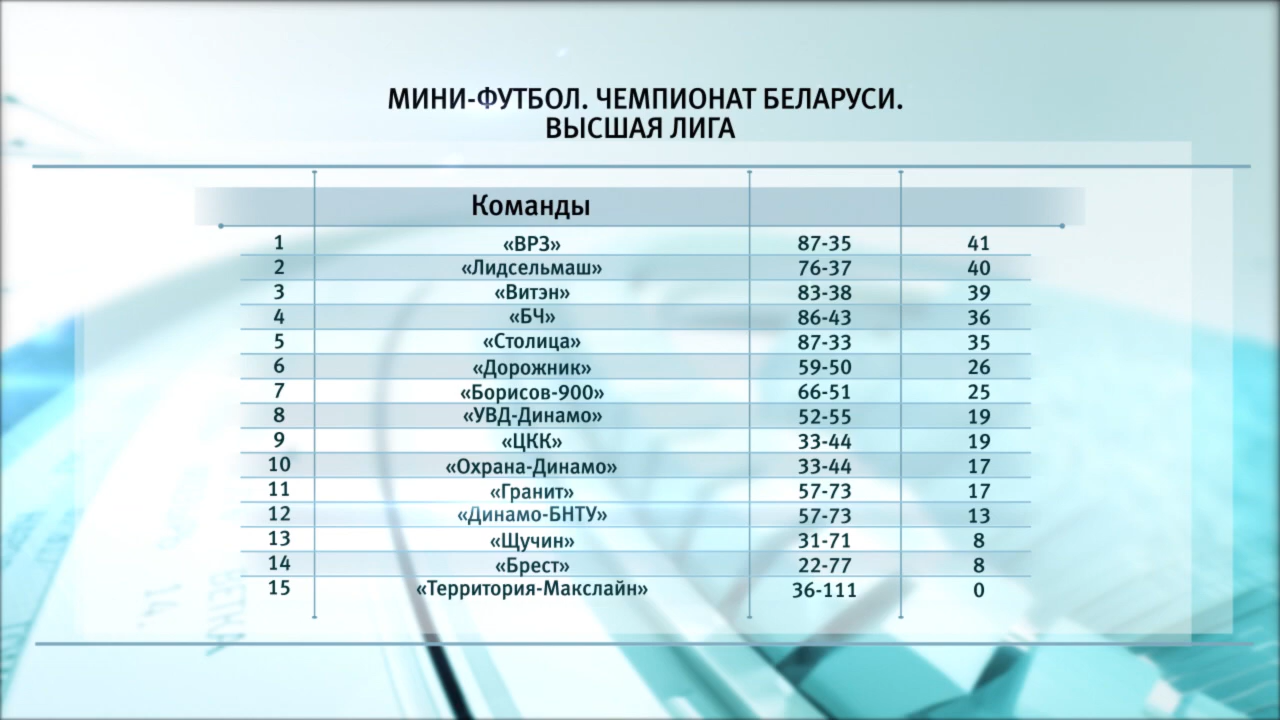 МИНИ-ФУТБОЛ. ЧЕМПИОНАТ БЕЛАРУСИ.
ВЫСШАЯ ЛИГА
Команды
1 «ВРЗ» 87-35 41
2 «Лидсельмаш» 76-37 40
3 «Витэн» 83-38 39
4 «БЧ» 86-43 36
5 «Столица» 87-33 35
6 «Дорожник» 59-50 26
7 «Борисов-900» 66-51 25
8 «УВД-Динамо» 52-55 19
9 «ЦКК» 33-44 19
10 «Охрана-Динамо» 33-44 17
11 «Гранит» 57-73 17
12 «Динамо-БНТУ» 57-73 13
13 «Щучин» 31-71 8
14 «Брест» 22-77 8
15 «Территория-Макслайн» 36-111 0